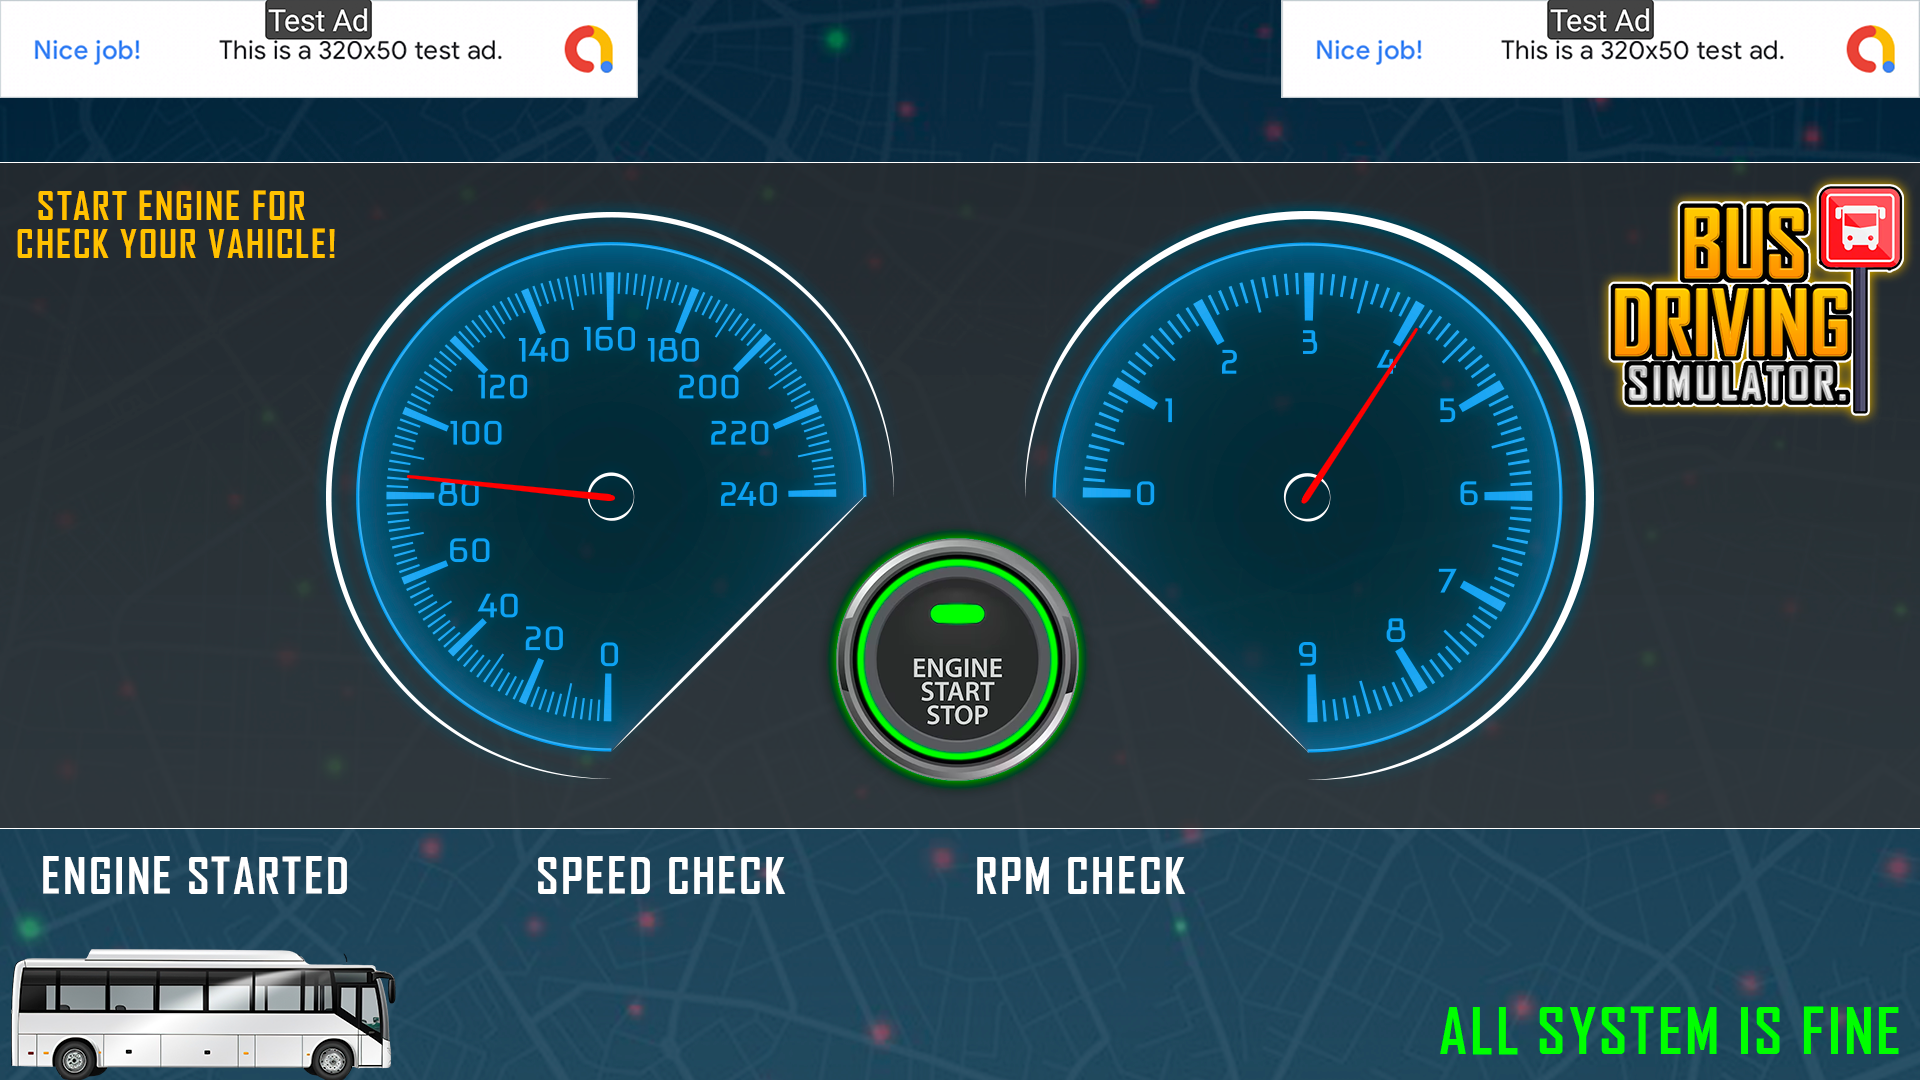 Test Ad
Nice job!
This is a 320x50 test ad.
Test Ad
Nice job!
This is a 320x50 test ad.
START ENGINE FOR
CHECK YOUR VAHICLE!
BUS
DRIVING
SIMULATOR.
0
20
40
60
80
100
120
140
160
180
200
220
240
0
1
2
3
4
5
6
7
8
9
ENGINE
START
STOP
ENGINE STARTED
SPEED CHECK
RPM CHECK
ALL SYSTEM IS FINE